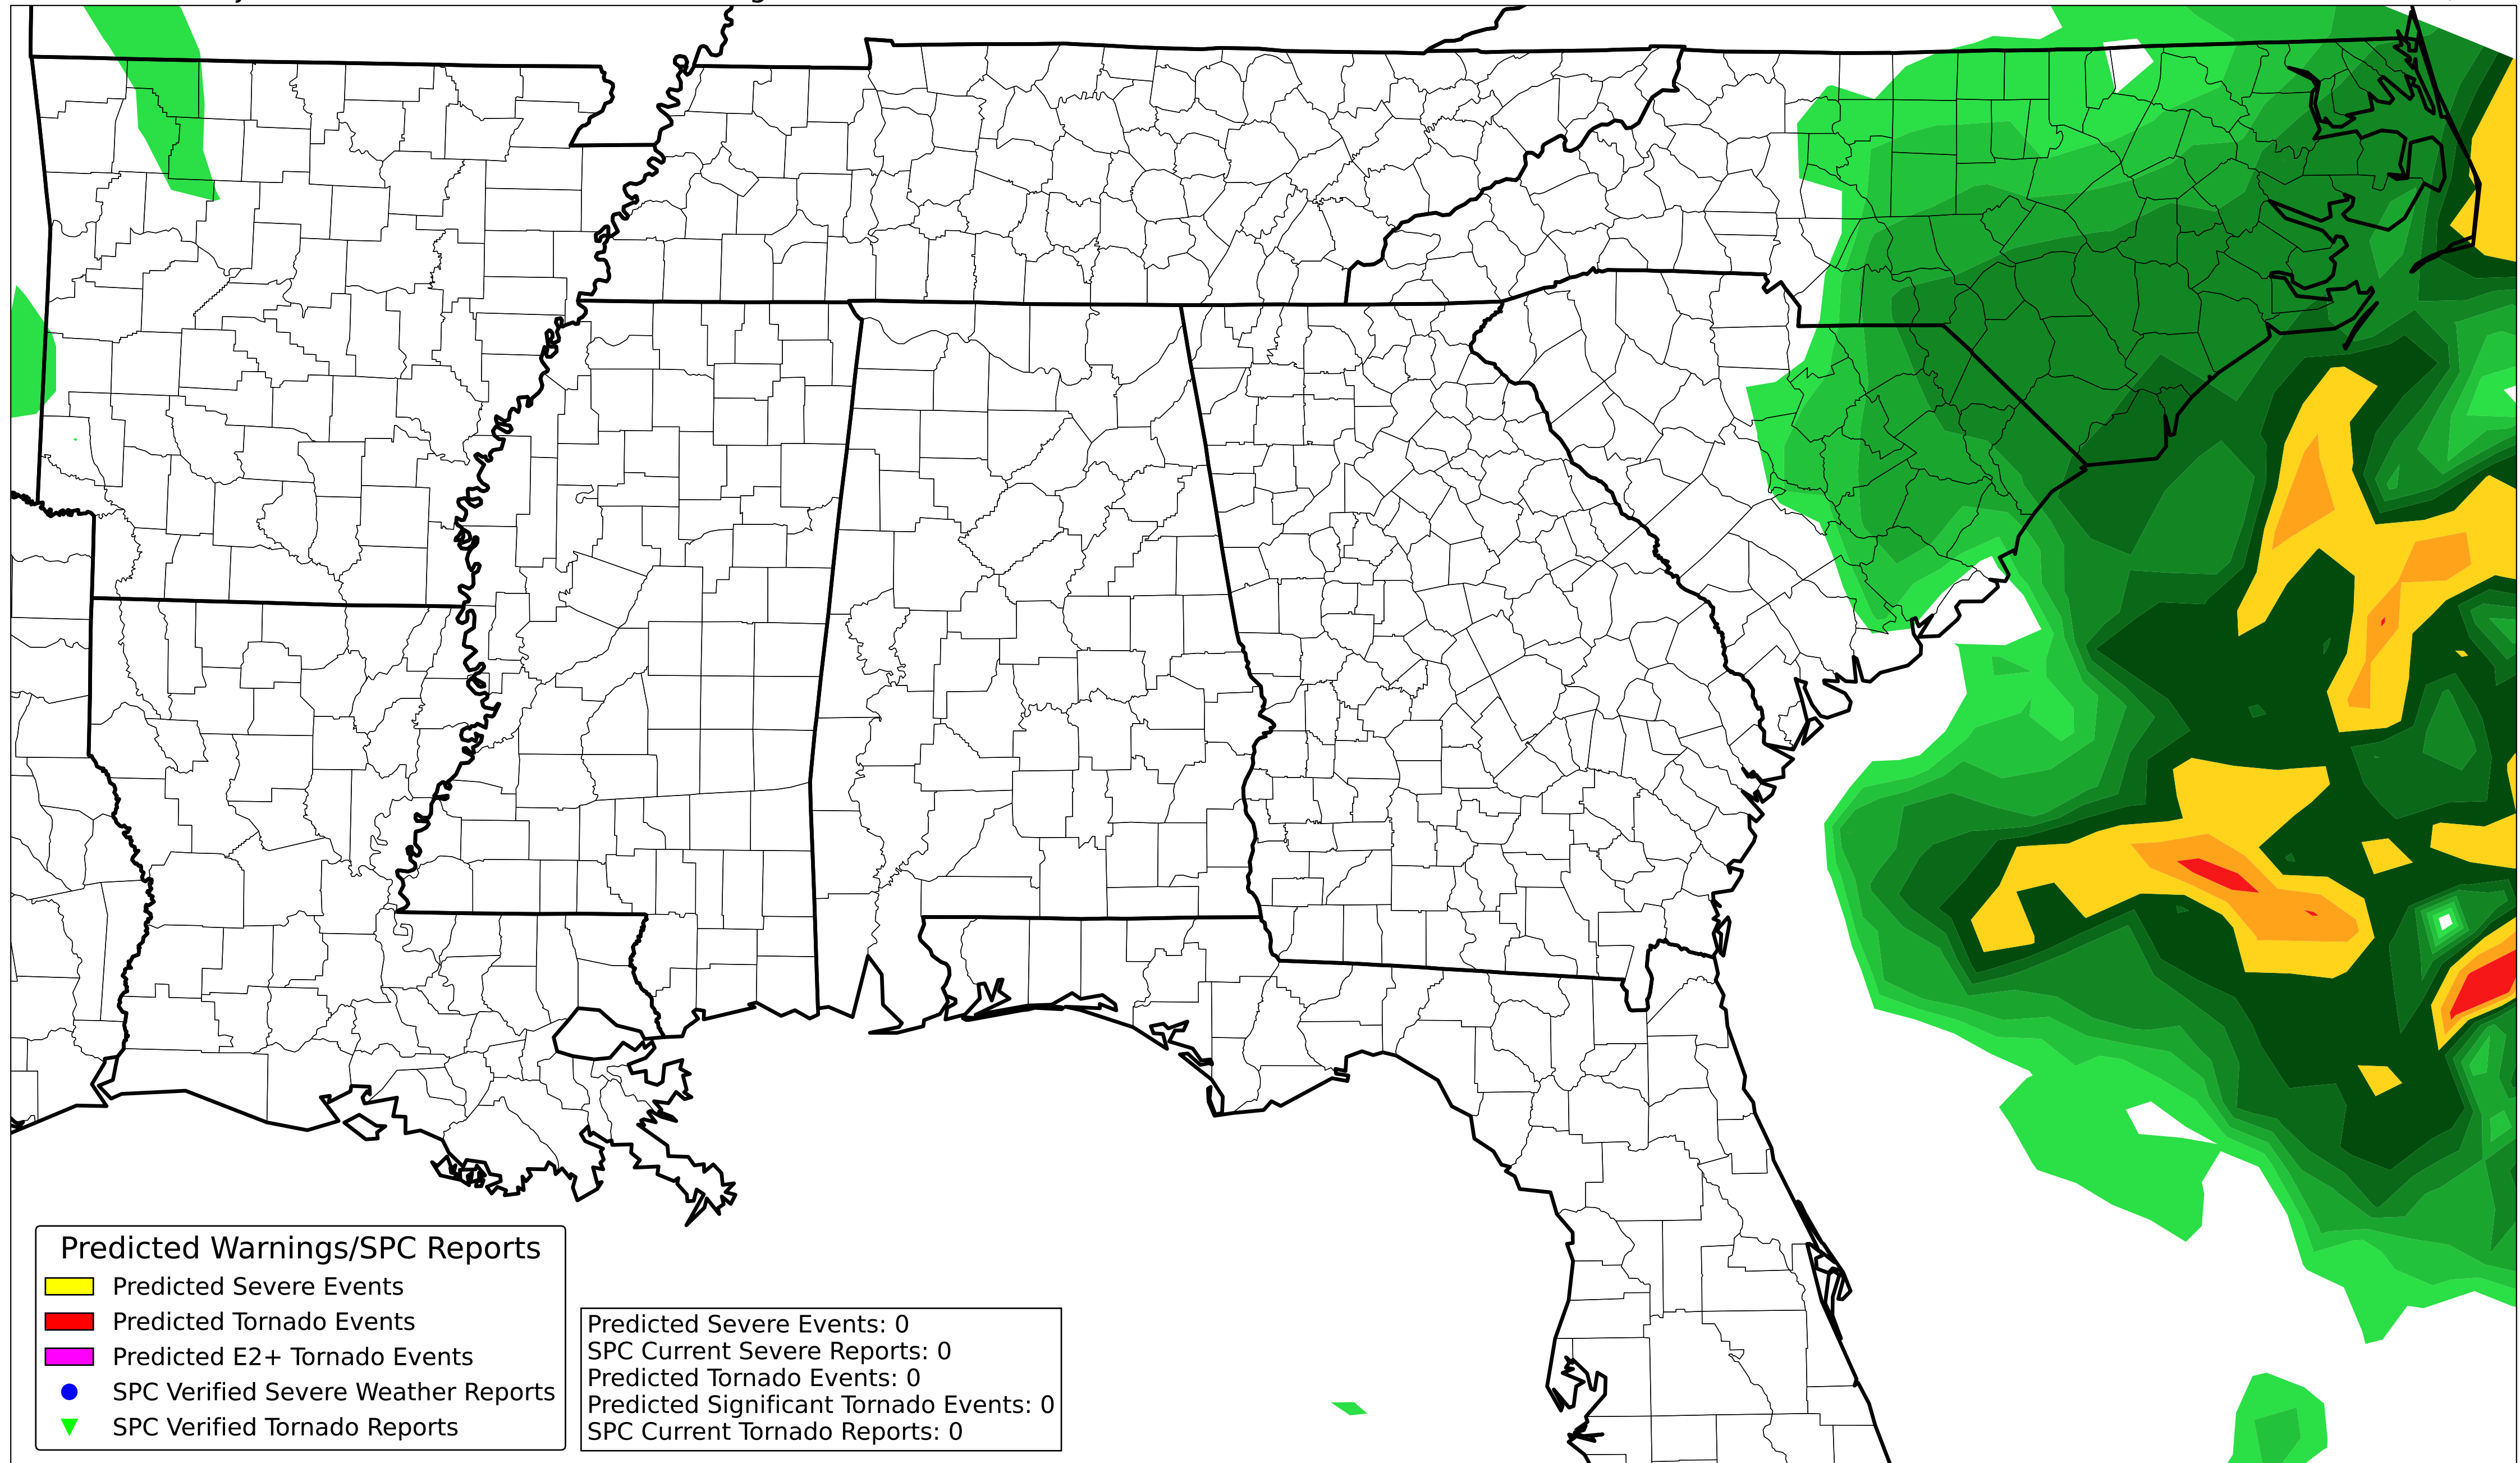 Predicted Warnings/SPC Reports
Predicted Severe Events
Predicted Tornado Events
Predicted E2+ Tornado Events
SPC Verified Severe Weather Reports
SPC Verified Tornado Reports
Predicted Severe Events: 0
SPC Current Severe Reports: 0
Predicted Tornado Events: 0
Predicted Significant Tornado Events: 0
SPC Current Tornado Reports: 0